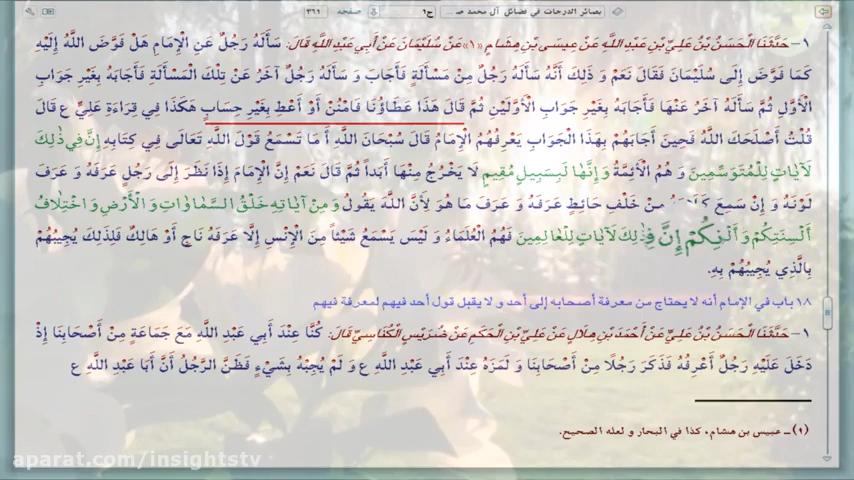 بصائر الدرجات في فضائل آل محمد صـ ... ج١ صفحه ٣٦١
١- حَدَّثَنَا الْحَسَنُ بْنُ عَلِيِّ بْنِ عَبْدِ اللَّهِ عَنْ عِيسَى بْنِ هِشَامٍ «١» عَنْ سُلَيْمَانَ عَنْ أَبِي عَبْدِ اللَّهِ قَالَ: سَأَلَهُ رَجُلٌ عَنِ الْإِمَامِ هَلْ فَوَّضَ اللَّهُ إِلَيْهِ
كَمَا فَوَّضَ إِلَى سُلَيْمَانَ فَقَالَ نَعَمْ وَ ذَلِكَ أَنَّهُ سَأَلَهُ رَجُلٌ مِنْ مَسْأَلَةٍ فَأَجَابَ وَ سَأَلَهُ رَجُلٌ آخَرُ عَنْ تِلْكَ الْمَسْأَلَةِ فَأَجَابَهُ بِغَيْرِ جَوَابِ
الْأَوَّلِ ثُمَّ سَأَلَهُ آخَرُ عَنْهَا فَأَجَابَهُ بِغَيْرِ جَوَابِ الْأَوَّلَيْنِ ثُمَّ قَالَ هَذَا عَطَاؤُنَا فَامْنُنْ أَوْ أَعْطِ بِغَيْرِ حِسَابٍ هَكَذَا فِي قِرَاءَةِ عَلِيٍّ ع قَالَ
قُلْتُ أَصْلَحَكَ اللَّهُ فَحِينَ أَجَابَهُمْ بِهَذَا الْجَوَابِ يَعْرِفُهُمُ الْإِمَامُ قَالَ سُبْحَانَ اللَّهِ أَ مَا تَسْمَعُ قَوْلَ اللَّهِ تَعَالَى فِي كِتَابِهِ إِنَّ فِي ذَلِكَ
لَآيَاتٍ لِلْمُتَوَسِّمِينَ وَ هُمُ الْأَئِمَّةُ وَ إِنَّهَا لَبِسَبِيلٍ مُقِيمٍ لَا يَخْرُجُ مِنْهَا أَبَداً ثُمَّ قَالَ نَعَمْ إِنَّ الْإِمَامَ إِذَا نَظَرَ إِلَى رَجُلٍ عَرَفَهُ وَ عَرَفَ
لَوْنَهُ وَ إِنْ سَمِعَ مِنْ خَلْفِ حَائِطٍ عَرَفَهُ وَ عَرَفَ مَا هُوَ لِأَنَّ اللَّهَ يَقُولُ وَ مِنْ آيَاتِهِ خَلْقُ السَّمَاوَاتِ وَ الْأَرْضِ وَ اخْتِلَافُ
أَلْسِنَتِكُمْ وَ إِنَّ فِي ذَلِكَ لَآيَاتٍ لِلْعَالِمِينَ فَهُمُ الْعُلَمَاءُ وَ لَيْسَ يَسْمَعُ شَيْئاً مِنَ الْإِنْسِ إِلَّا عَرَفَهُ نَاجٍ أَوْ هَالِكٌ فَلِذَلِكَ يُجِيبُهُمْ
بِالَّذِي يُجِيبُهُمْ بِهِ.
١٨ باب في الإمام أنه لا يحتاج من معرفة أصحابه إلى أحد و لا يقبل قول أحد فيهم لمعرفة فيهم
١- حَدَّثَنَا الْحَسَنُ بْنُ عَلِيٍّ عَنْ أَحْمَدَ بْنِ هِلَالٍ عَنْ عَلِيِّ بْنِ الْحَكَمِ عَنْ ضُرَيْسٍ الْكُنَاسِيِّ قَالَ: كُنَّا عِنْدَ أَبِي عَبْدِ اللَّهِ مَعَ جَمَاعَةٍ مِنْ أَصْحَابِنَا إِذْ
دَخَلَ عَلَيْهِ رَجُلٌ أَعْرِفُهُ فَذَكَرَ رَجُلًا مِنْ أَصْحَابِنَا وَ لَمَزَهُ عِنْدَ أَبِي عَبْدِ اللَّهِ ع وَ لَمْ يُجِبْهُ بِشَيْءٍ فَظَنَّ الرَّجُلُ أَنَّ أَبَا عَبْدِ اللَّهِ ع
(١)ـ عبيس بن هشام، كذا في البحار و لعله الصحيح.
aparat.com/insightstv